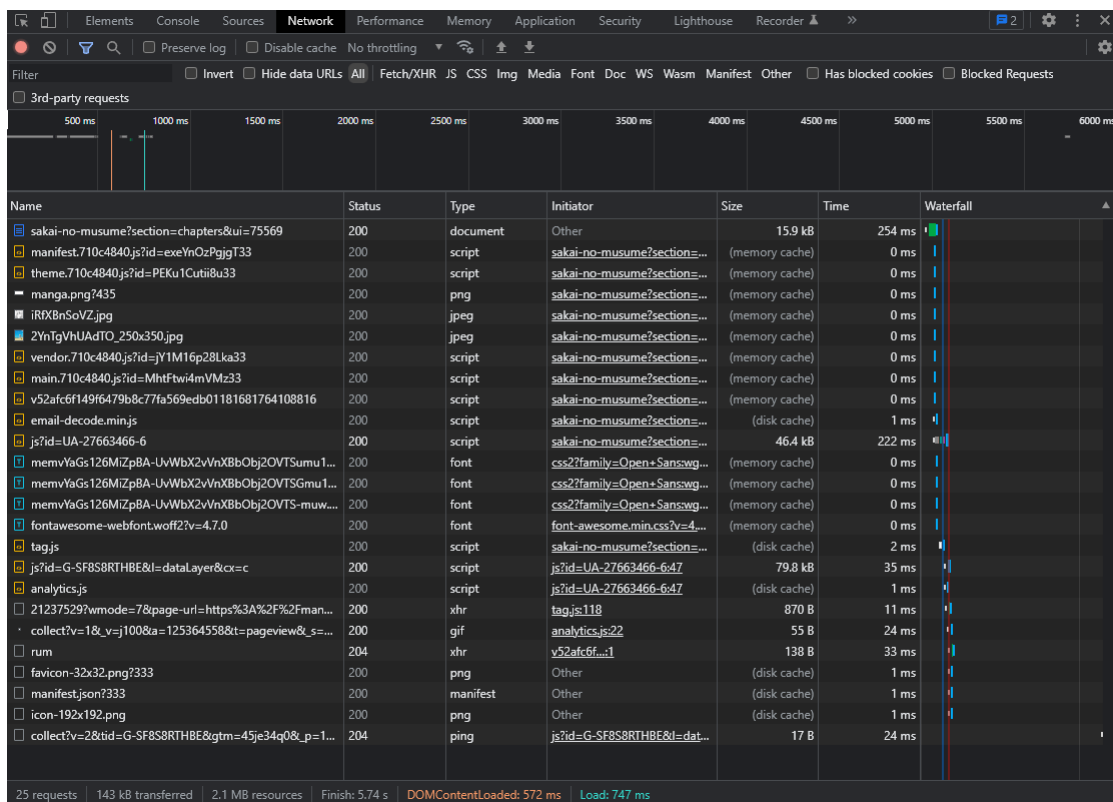 Elements Console Sources Network Performance Memory Application Security Lighthouse Recorder » 2
Preserve log Disable cache No throttling
Filter Invert Hide data URLs All Fetch/XHR JS CSS Img Media Font Doc WS Wasm Manifest Other Has blocked cookies Blocked Requests
3rd-party requests
500 ms 1000 ms 1500 ms 2000 ms 2500 ms 3000 ms 3500 ms 4000 ms 4500 ms 5000 ms 5500 ms 6000 ms
Name Status Type Initiator Size Time Waterfall
sakai-no-musume?section=chapters&ui=75569 200 document Other 15.9 kB 254 ms
manifest.710c4840.js?id=exeYnOzPgjgT33 200 script sakai-no-musume?section=... (memory cache) 0 ms
theme.710c4840.js?id=PEKu1Cutii8u33 200 script sakai-no-musume?section=... (memory cache) 0 ms
manga.png?435 200 png sakai-no-musume?section=... (memory cache) 0 ms
iRfXBnSoVZ.jpg 200 jpeg sakai-no-musume?section=... (memory cache) 0 ms
2YnTgVhUAdTO_250x350.jpg 200 jpeg sakai-no-musume?section=... (memory cache) 0 ms
vendor.710c4840.js?id=jY1M16p28Lka33 200 script sakai-no-musume?section=... (memory cache) 0 ms
main.710c4840.js?id=MhtFtwi4mVMz33 200 script sakai-no-musume?section=... (memory cache) 0 ms
v52afc6f149f6479b8c77fa569edb01181681764108816 200 script sakai-no-musume?section=... (memory cache) 0 ms
email-decode.min.js 200 script sakai-no-musume?section=... (disk cache) 1 ms
js?id=UA-27663466-6 200 script sakai-no-musume?section=... 46.4 kB 222 ms
memvYaGs126MiZpBA-UvWbX2vVnXBbObj2OVTSumu1... 200 font css2?family=Open+Sans:wg... (memory cache) 0 ms
memvYaGs126MiZpBA-UvWbX2vVnXBbObj2OVTSGmu1... 200 font css2?family=Open+Sans:wg... (memory cache) 0 ms
memvYaGs126MiZpBA-UvWbX2vVnXBbObj2OVTS-muw... 200 font css2?family=Open+Sans:wg... (memory cache) 0 ms
fontawesome-webfont.woff2?v=4.7.0 200 font font-awesome.min.css?v=4.... (memory cache) 0 ms
tag.js 200 script sakai-no-musume?section=... (disk cache) 2 ms
js?id=G-SF8S8RTHBE&l=dataLayer&cx=c 200 script js?id=UA-27663466-6:47 79.8 kB 35 ms
analytics.js 200 script js?id=UA-27663466-6:47 (disk cache) 1 ms
21237529?wmode=7&page-url=https%3A%2F%2Fman... 200 xhr tag.js:118 870 B 11 ms
collect?v=1&_v=j100&a=125364558&t=pageview&_s=... 200 gif analytics.js:22 55 B 24 ms
rum 204 xhr v52afc6f...:1 138 B 33 ms
favicon-32x32.png?333 200 png Other (disk cache) 1 ms
manifest.json?333 200 manifest Other (disk cache) 1 ms
icon-192x192.png 200 png Other (disk cache) 1 ms
collect?v=2&tid=G-SF8S8RTHBE&gtm=45je34q0&_p=1... 204 ping js?id=G-SF8S8RTHBE&l=dat... 17 B 24 ms
25 requests 143 kB transferred 2.1 MB resources Finish: 5.74 s DOMContentLoaded: 572 ms Load: 747 ms